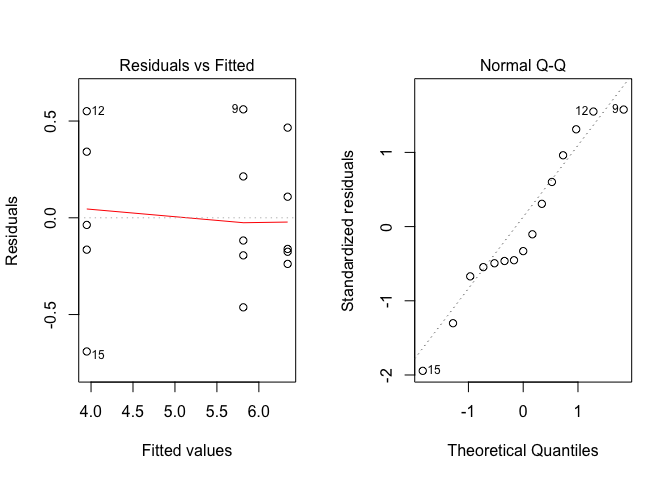 Residuals vs Fitted
Residuals
0.5
0.0
-0.5
12
9
15
4.0 4.5 5.0 5.5 6.0
Fitted values
Normal Q-Q
Standardized residuals
1
0
-1
-2
12
9
15
-1 0 1
Theoretical Quantiles